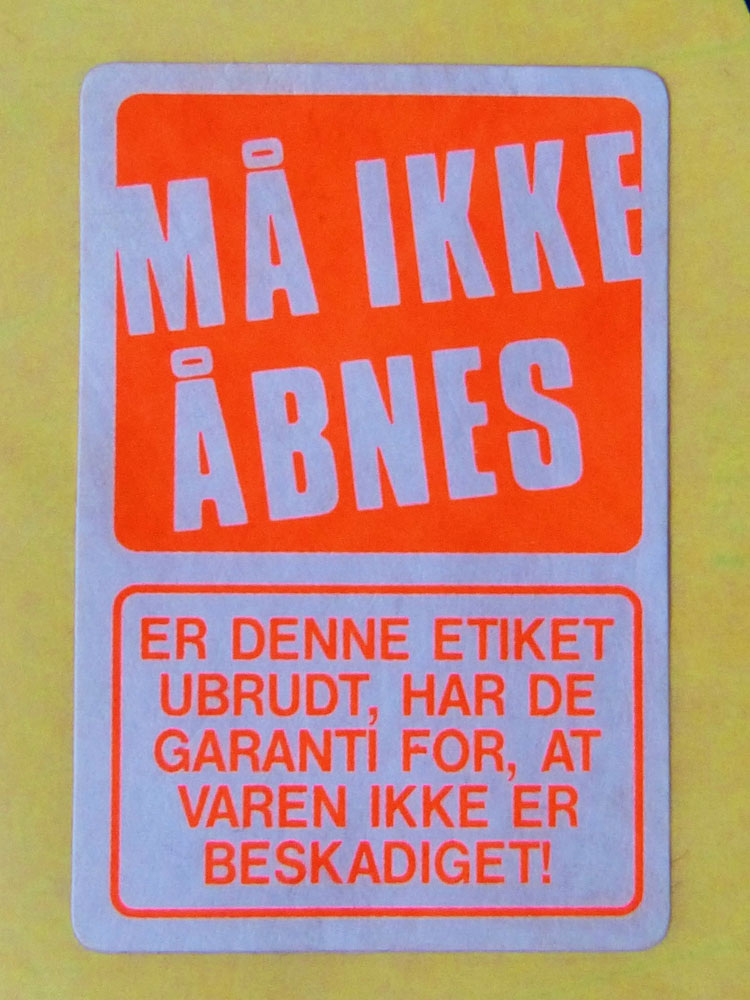 MÅ IKKE
ÅBNES
ER DENNE ETIKET
UBRUDT, HAR DE
GARANTI FOR, AT
VAREN IKKE ER
BESKADIGET!